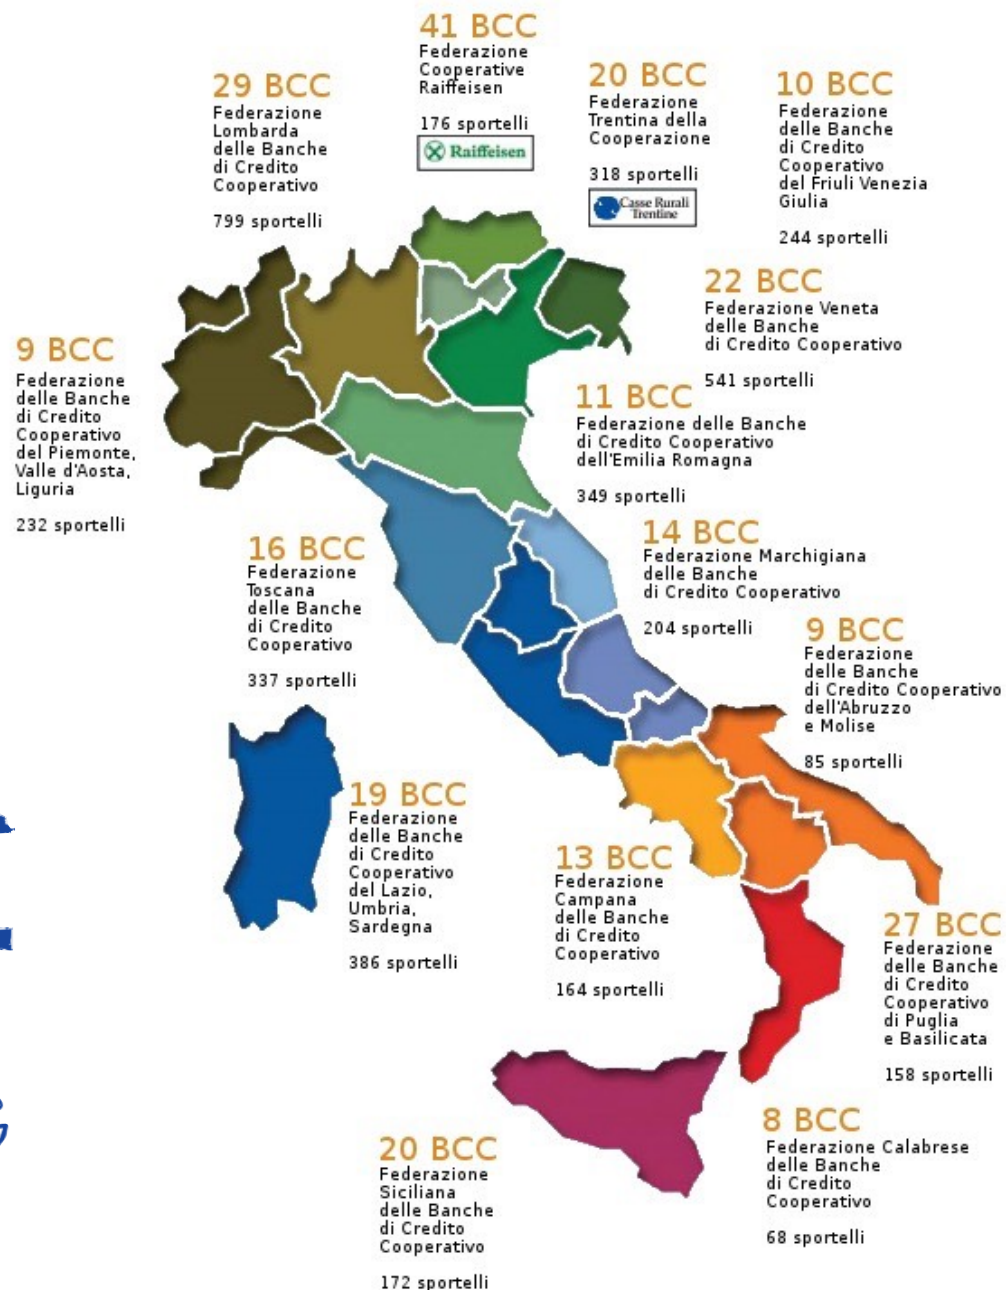 41 BCC
Federazione
Cooperative
Raiffeisen
176 sportelli
Raiffeisen
29 BCC
Federazione
Lombarda
delle Banche
di Credito
Cooperativo
799 sportelli
20 BCC
Federazione
Trentina della
Cooperazione
318 sportelli
Casse Rurali
Trentine
10 BCC
Federazione
delle Banche
di Credito
Cooperativo
del Friuli Venezia
Giulia
244 sportelli
22 BCC
Federazione Veneta
delle Banche
di Credito Cooperativo
541 sportelli
9 BCC
Federazione
delle Banche
di Credito
Cooperativo
del Piemonte,
Valle d'Aosta,
Liguria
232 sportelli
11 BCC
Federazione delle Banche
di Credito Cooperativo
dell'Emilia Romagna
349 sportelli
16 BCC
Federazione
Toscana
delle Banche
di Credito
Cooperativo
337 sportelli
14 BCC
Federazione Marchigiana
delle Banche
di Credito Cooperativo
204 sportelli
9 BCC
Federazione
delle Banche
di Credito Cooperativo
dell'Abruzzo
e Molise
85 sportelli
19 BCC
Federazione
delle Banche
di Credito
Cooperativo
del Lazio,
Umbria,
Sardegna
386 sportelli
13 BCC
Federazione
Campana
delle Banche
di Credito
Cooperativo
164 sportelli
27 BCC
Federazione
delle Banche
di Credito
Cooperativo
di Puglia
e Basilicata
158 sportelli
20 BCC
Federazione
Siciliana
delle Banche
di Credito
Cooperativo
172 sportelli
8 BCC
Federazione Calabrese
delle Banche
di Credito
Cooperativo
68 sportelli